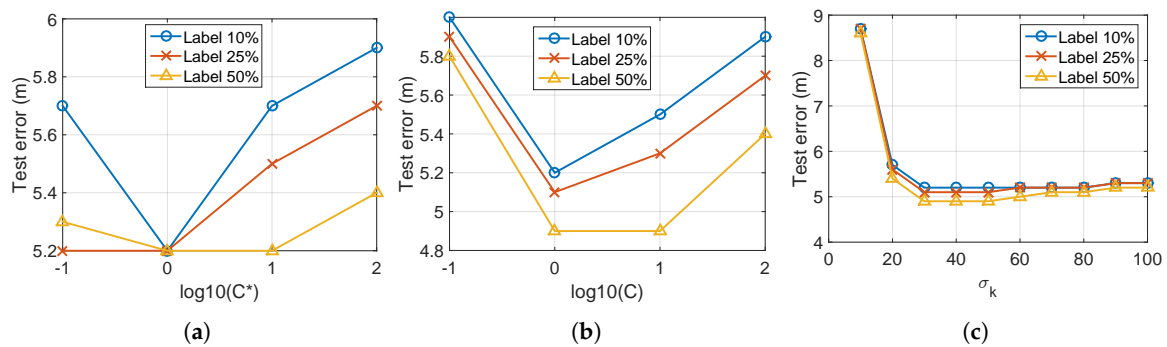 6
5.8
5.6
5.4
5.2
Test error (m)
Label 10%
Label 25%
Label 50%
-1 0 1 2
log10(C*)
(a)
5.8
5.6
5.4
5.2
5
4.8
Test error (m)
Label 10%
Label 25%
Label 50%
-1 0 1 2
log10(C)
(b)
9
8
7
6
5
4
Test error (m)
Label 10%
Label 25%
Label 50%
0 20 40 60 80 100
σk
(c)